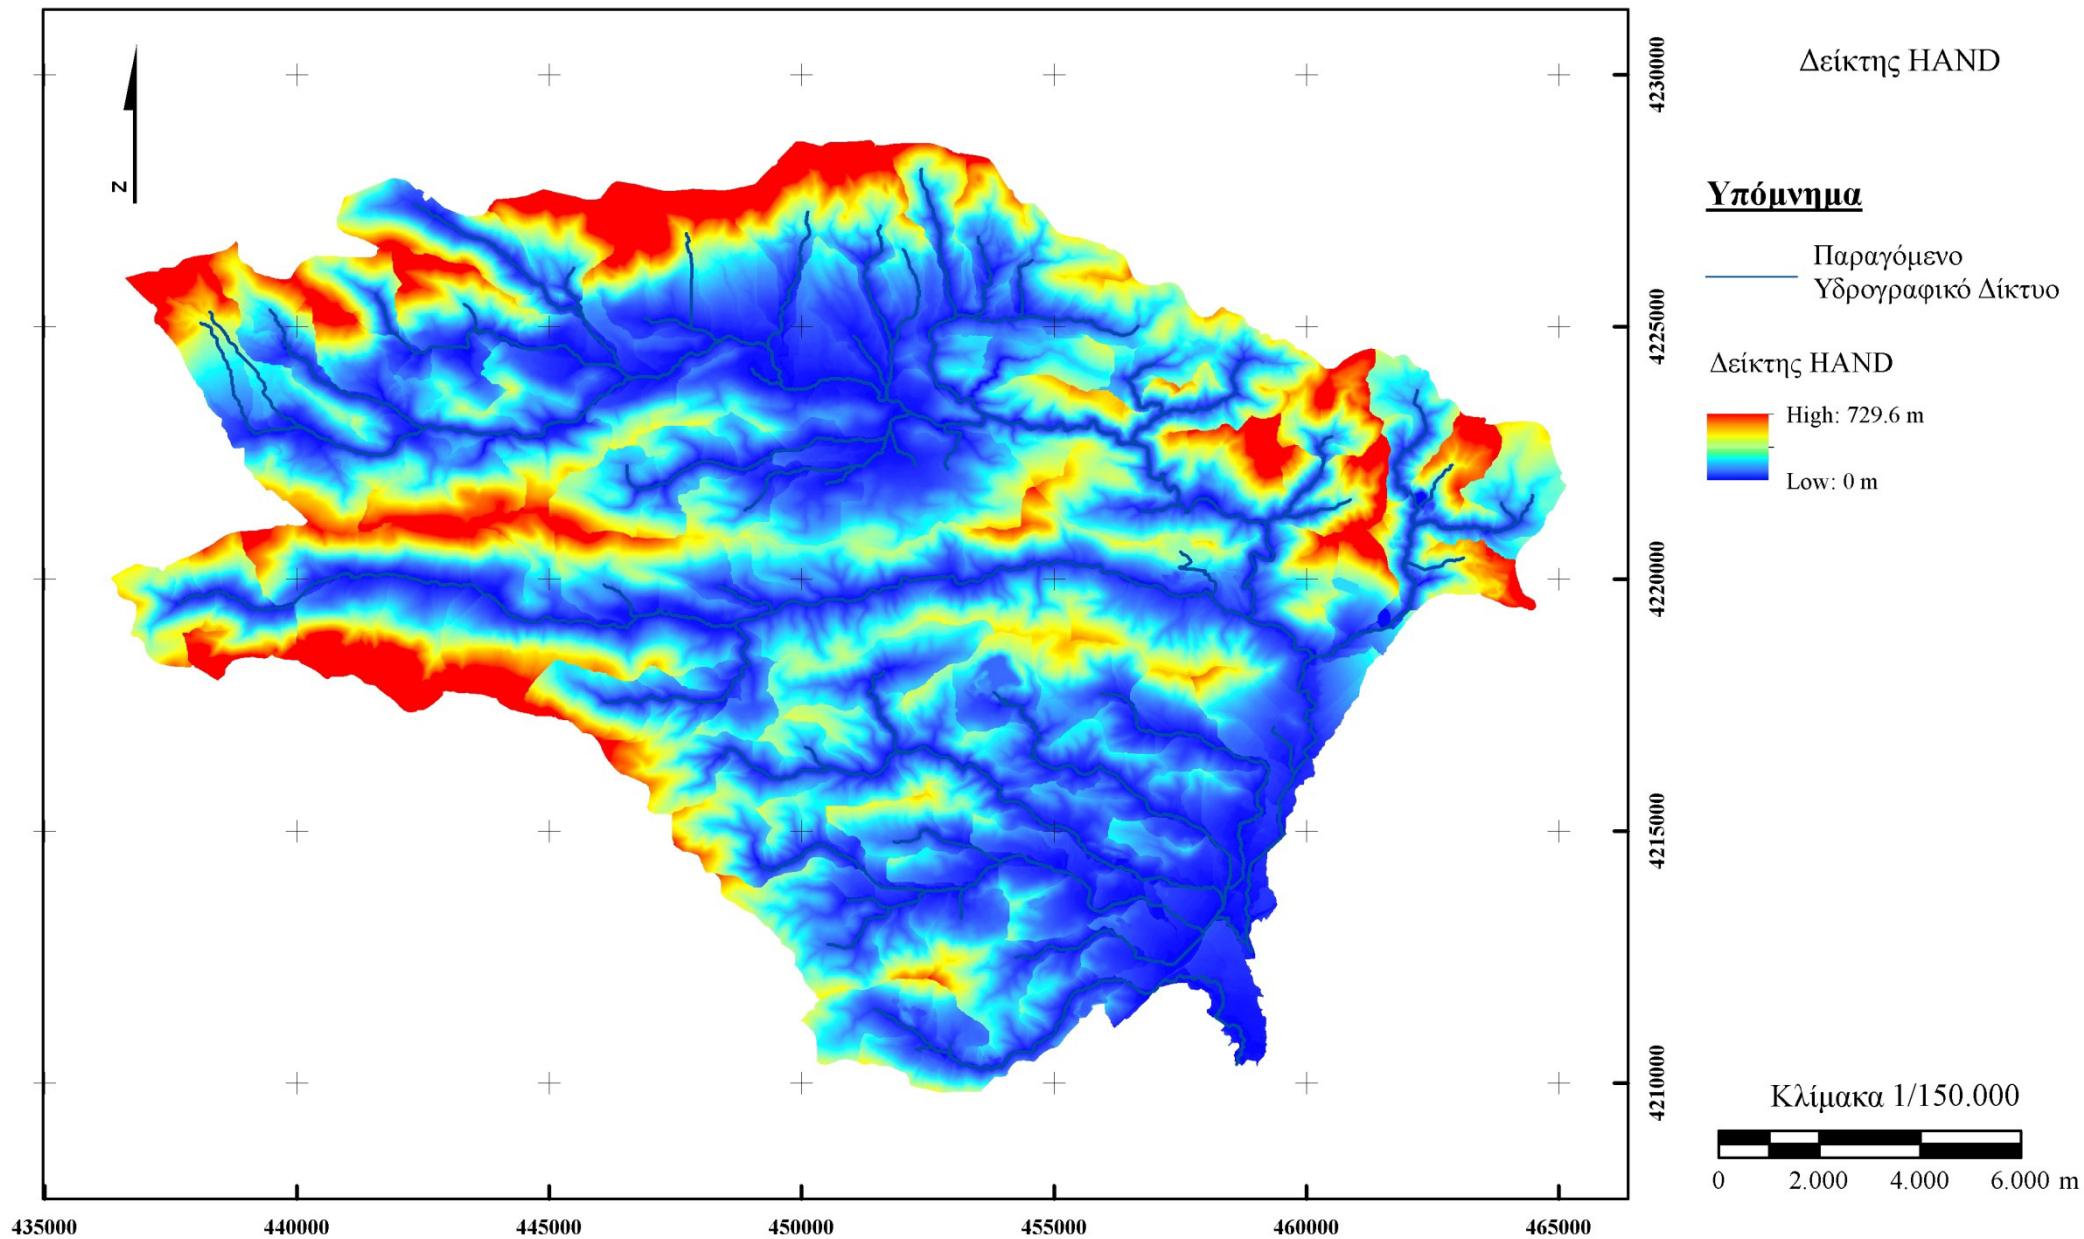 Δείκτης HAND
Υπόμνημα
Παραγόμενο
Υδρογραφικό Δίκτυο
Δείκτης HAND
High: 729.6 m
Low: 0 m
Κλίμακα 1/150.000
0 2.000 4.000 6.000 m
N
4230000
4225000
4220000
4215000
4210000
435000 440000 445000 450000 455000 460000 465000